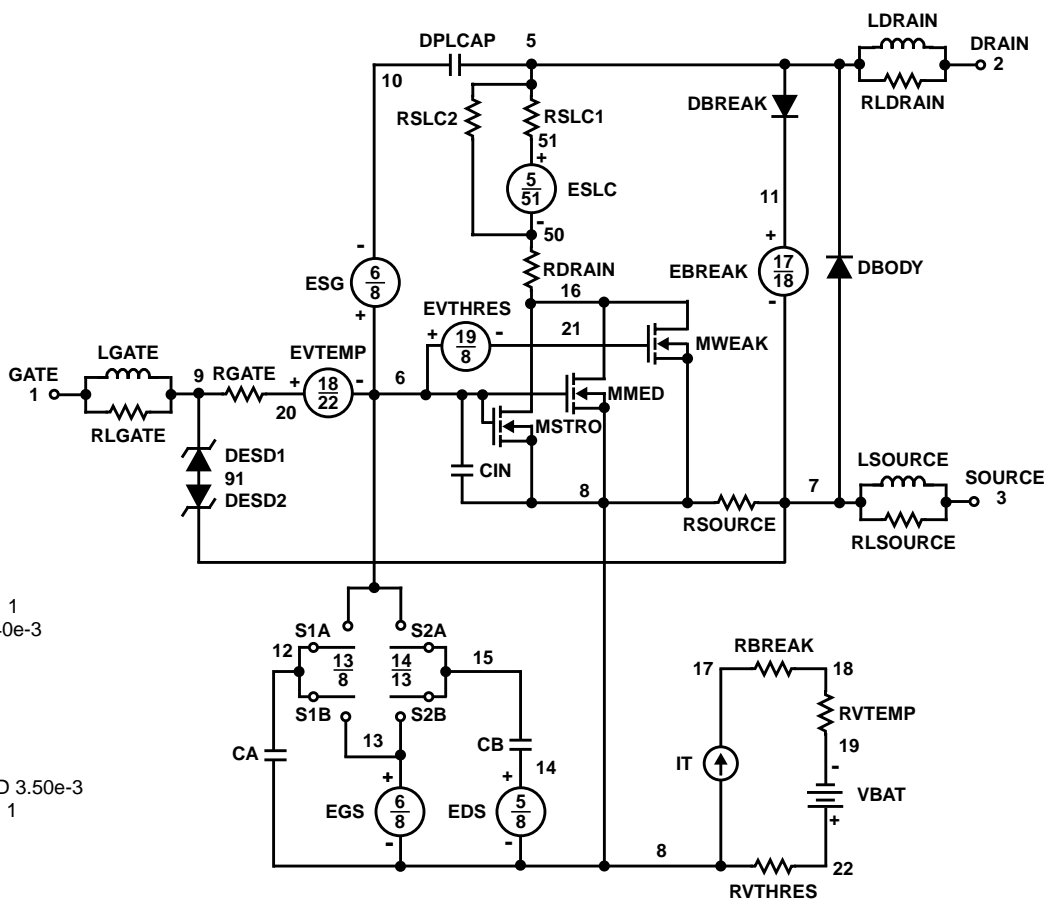 LDRAIN
DPLCAP 5 DRAIN
2
10 RLDRAIN
DBREAK
RSLC2 RSLC1
51
+
5
51
ESLC
-
50
11
+
17
18
EBREAK
-
DBODY
-
ESG
6
8
+
RDRAIN
16
EVTHRES
+ 19
8
- 21
MWEAK
LGATE
GATE
1
RLGATE
9 RGATE
20
EVTEMP
+ 18
22
- 6
MMED
MSTRO
DESD1
91
DESD2
CIN
8
RSOURCE
7
LSOURCE
SOURCE
3
RLSOURCE
1
0e-3
D 3.50e-3
1
S1A S2A
12 13
8
14
13
15
S1B S2B
13
CA
CB
14
+
EGS
6
8
-
+
EDS
5
8
-
RBREAK
17 18
RVTEMP
19
-
IT
VBAT
+
8
22
RVTHRES